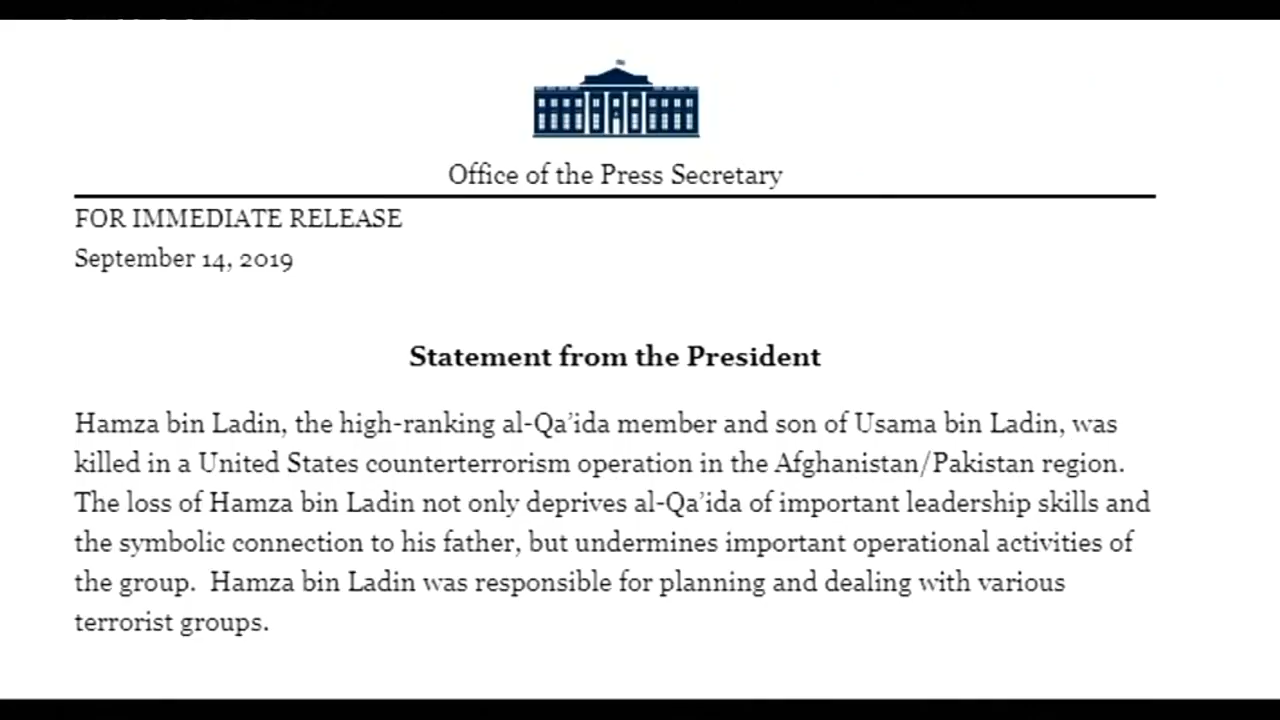 Office of the Press Secretary
FOR IMMEDIATE RELEASE
September 14, 2019
Statement from the President
Hamza bin Ladin, the high-ranking al-Qa’ida member and son of Usama bin Ladin, was
killed in a United States counterterrorism operation in the Afghanistan/Pakistan region.
The loss of Hamza bin Ladin not only deprives al-Qa’ida of important leadership skills and
the symbolic connection to his father, but undermines important operational activities of
the group.  Hamza bin Ladin was responsible for planning and dealing with various
terrorist groups.